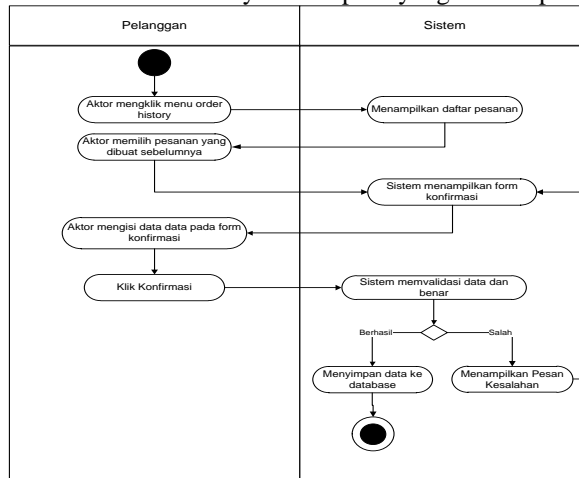 Pelanggan
Sistem
Aktor mengklik menu order
history
Menampilkan daftar pesanan
Aktor memilih pesanan yang
dibuat sebelumnya
Sistem menampilkan form
konfirmasi
Aktor mengisi data data pada form
konfirmasi
Klik Konfirmasi
Sistem memvalidasi data dan
benar
Berhasil
Salah
Menyimpan data ke
database
Menampilkan Pesan
Kesalahan